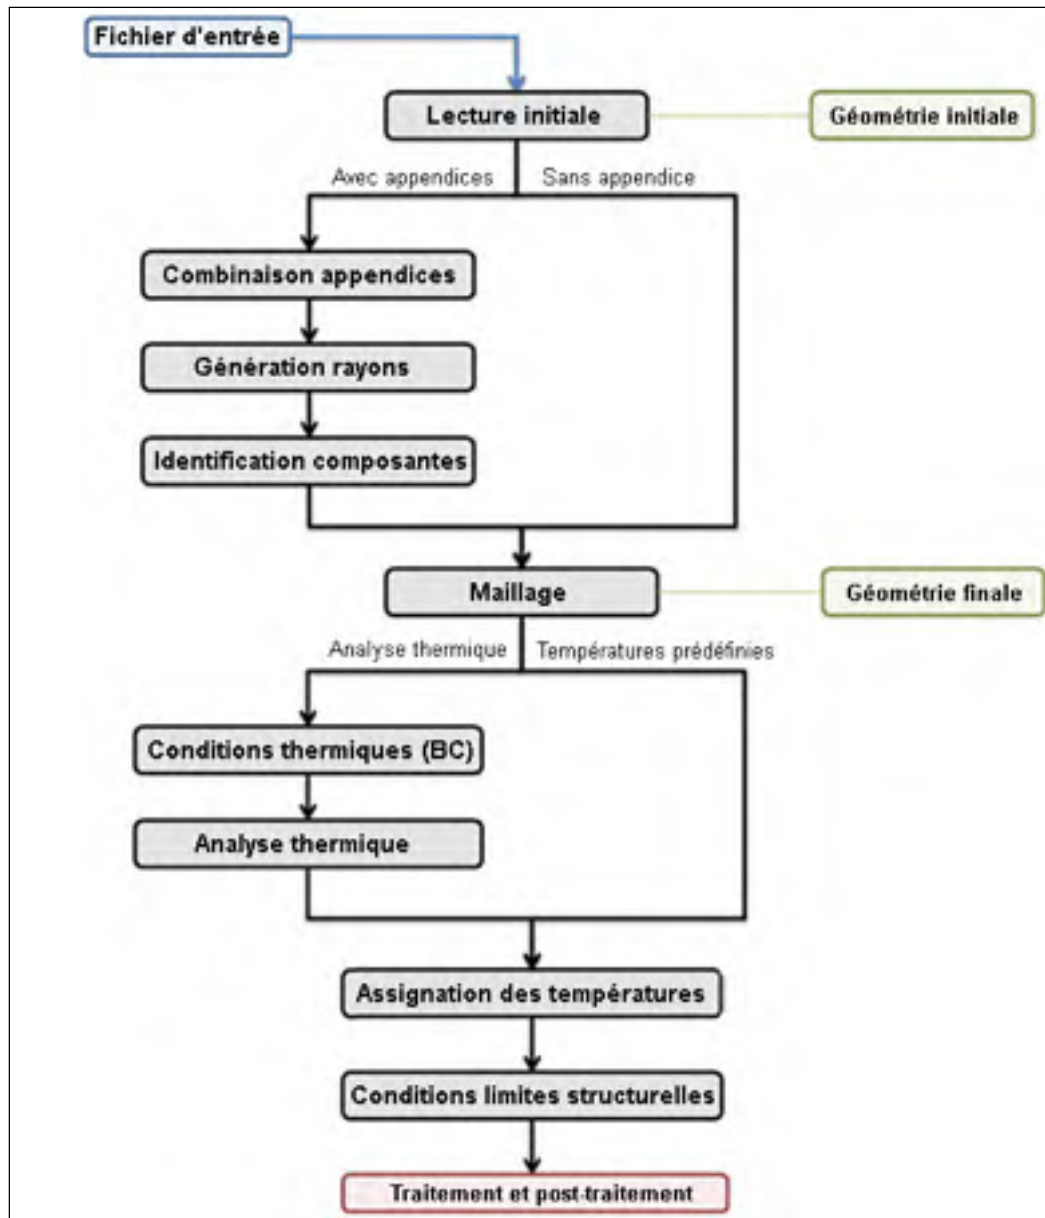 Fichier d'entrée
Lecture initiale
Géométrie initiale
Avec appendices
Sans appendice
Combinaison appendices
Génération rayons
Identification composantes
Maillage
Géométrie finale
Analyse thermique
Températures prédéfinies
Conditions thermiques (BC)
Analyse thermique
Assignation des températures
Conditions limites structurelles
Traitement et post-traitement